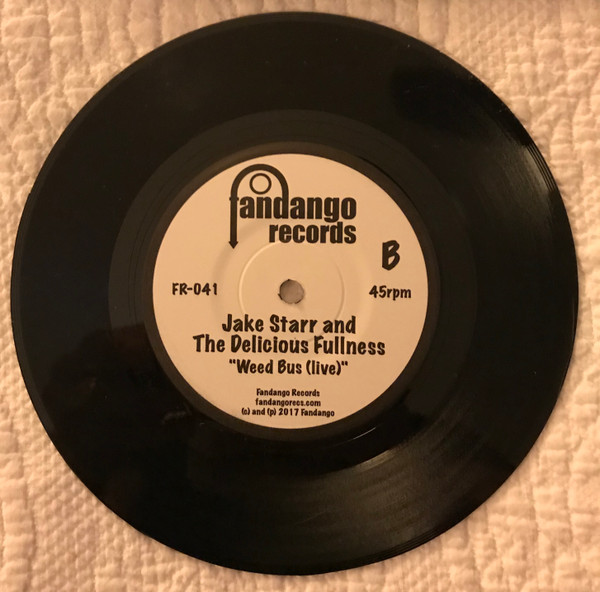 fandango
records
B
FR-041
45rpm
Jake Starr and
The Delicious Fullness
"Weed Bus (live)"
Fandango Records
fandangorecs.com
(c) and (p) 2017 Fandango